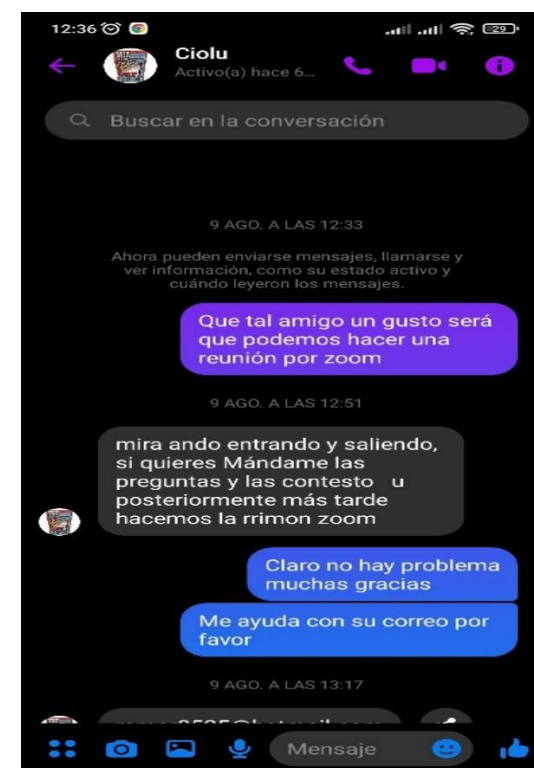 12:36
29
Ciolu
Activo(a) hace 6...
Buscar en la conversación
9 AGO. A LAS 12:33
Ahora pueden enviarse mensajes, llamarse y
ver información, como su estado activo y
cuándo leyeron los mensajes.
Que tal amigo un gusto será
que podemos hacer una
reunión por zoom
9 AGO. A LAS 12:51
mira ando entrando y saliendo,
si quieres Mándame las
preguntas y las contesto u
posteriormente más tarde
hacemos la rrimon zoom
Claro no hay problema
muchas gracias
Me ayuda con su correo por
favor
9 AGO. A LAS 13:17
Mensaje